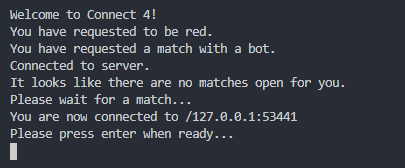 Welcome to Connect 4!
You have requested to be red.
You have requested a match with a bot.
Connected to server.
It looks like there are no matches open for you.
Please wait for a match...
You are now connected to /127.0.0.1:53441
Please press enter when ready...